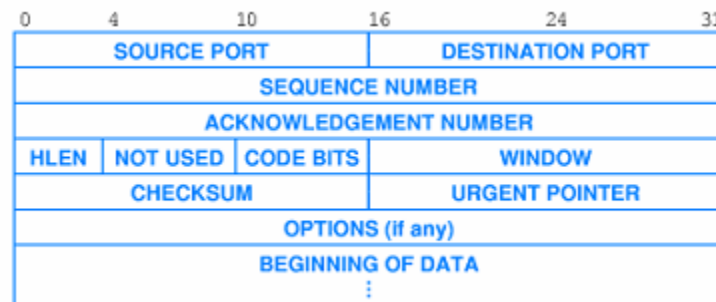 0 4 10 16 24 31
SOURCE PORT DESTINATION PORT
SEQUENCE NUMBER
ACKNOWLEDGEMENT NUMBER
HLEN NOT USED CODE BITS WINDOW
CHECKSUM URGENT POINTER
OPTIONS (if any)
BEGINNING OF DATA